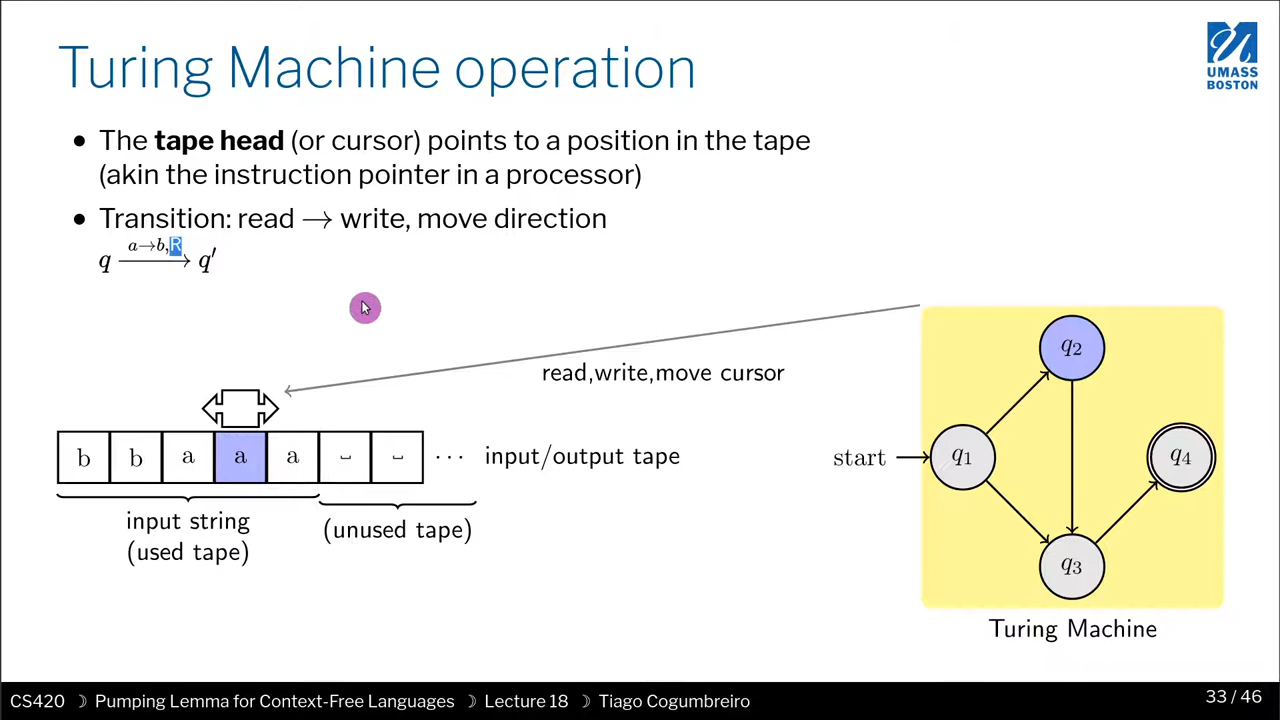 Turing Machine operation
UMASS
BOSTON
• The tape head (or cursor) points to a position in the tape
(akin the instruction pointer in a processor)
• Transition: read → write, move direction
a→b,R
q ⟶ q′
read,write,move cursor
b b a a a ␣ ␣ ··· input/output tape
input string
(used tape)
(unused tape)
q2
start q1 q4
q3
Turing Machine
CS420 ☽ Pumping Lemma for Context-Free Languages ☽ Lecture 18 ☽ Tiago Cogumbreiro 33 / 46